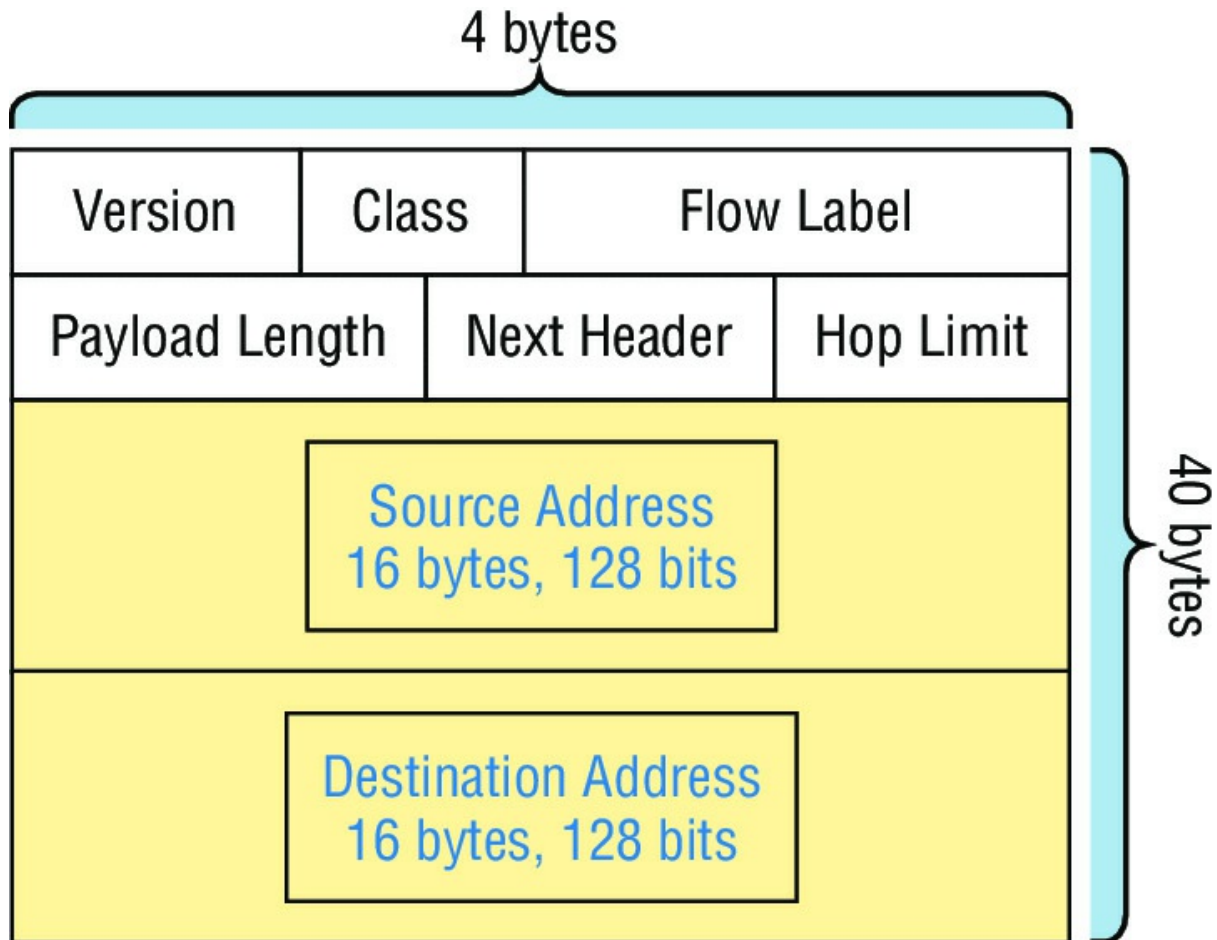 4 bytes
Version Class Flow Label
Payload Length Next Header Hop Limit
Source Address
16 bytes, 128 bits
40 bytes
Destination Address
16 bytes, 128 bits